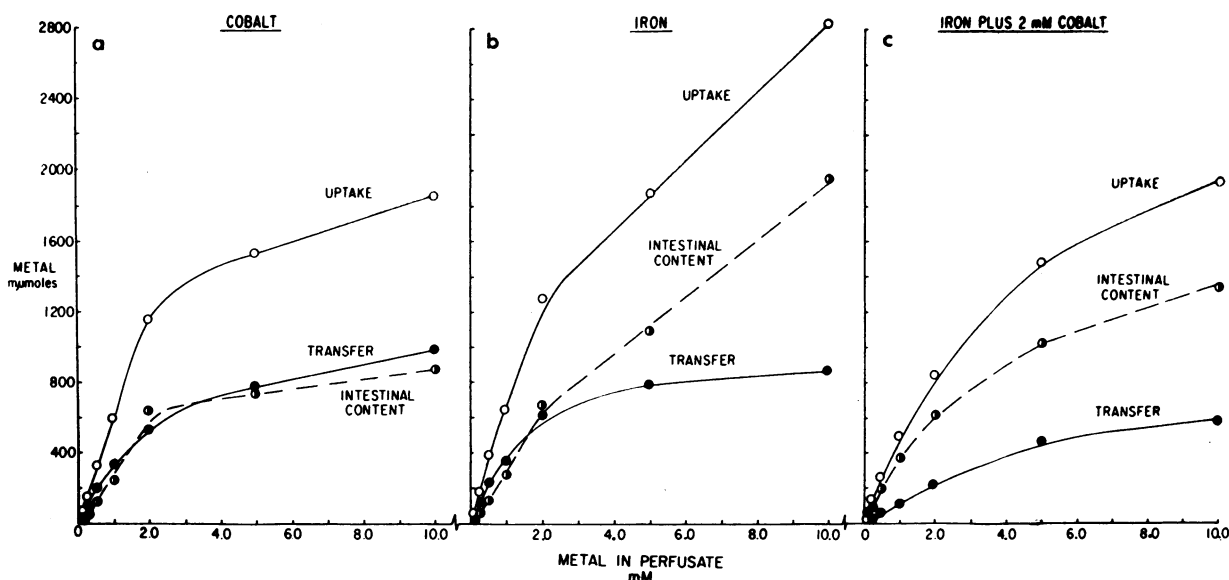 COBALT
IRON
IRON PLUS 2 mM COBALT
a
b
c
2800
2400
2000
1600
METAL
mμmoles
1200
800
400
0
UPTAKE
TRANSFER
INTESTINAL
CONTENT
UPTAKE
INTESTINAL
CONTENT
TRANSFER
UPTAKE
INTESTINAL
CONTENT
TRANSFER
0 2.0 4.0 6.0 8.0 10.0
2.0 4.0 6.0 8.0 10.0
0 2.0 4.0 6.0 8.0 10.0
METAL IN PERFUSATE
mM